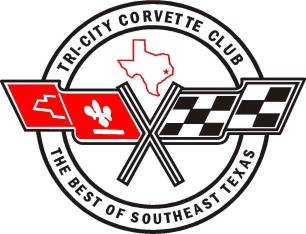 TRI-CITY CORVETTE CLUB
THE BEST OF SOUTHEAST TEXAS